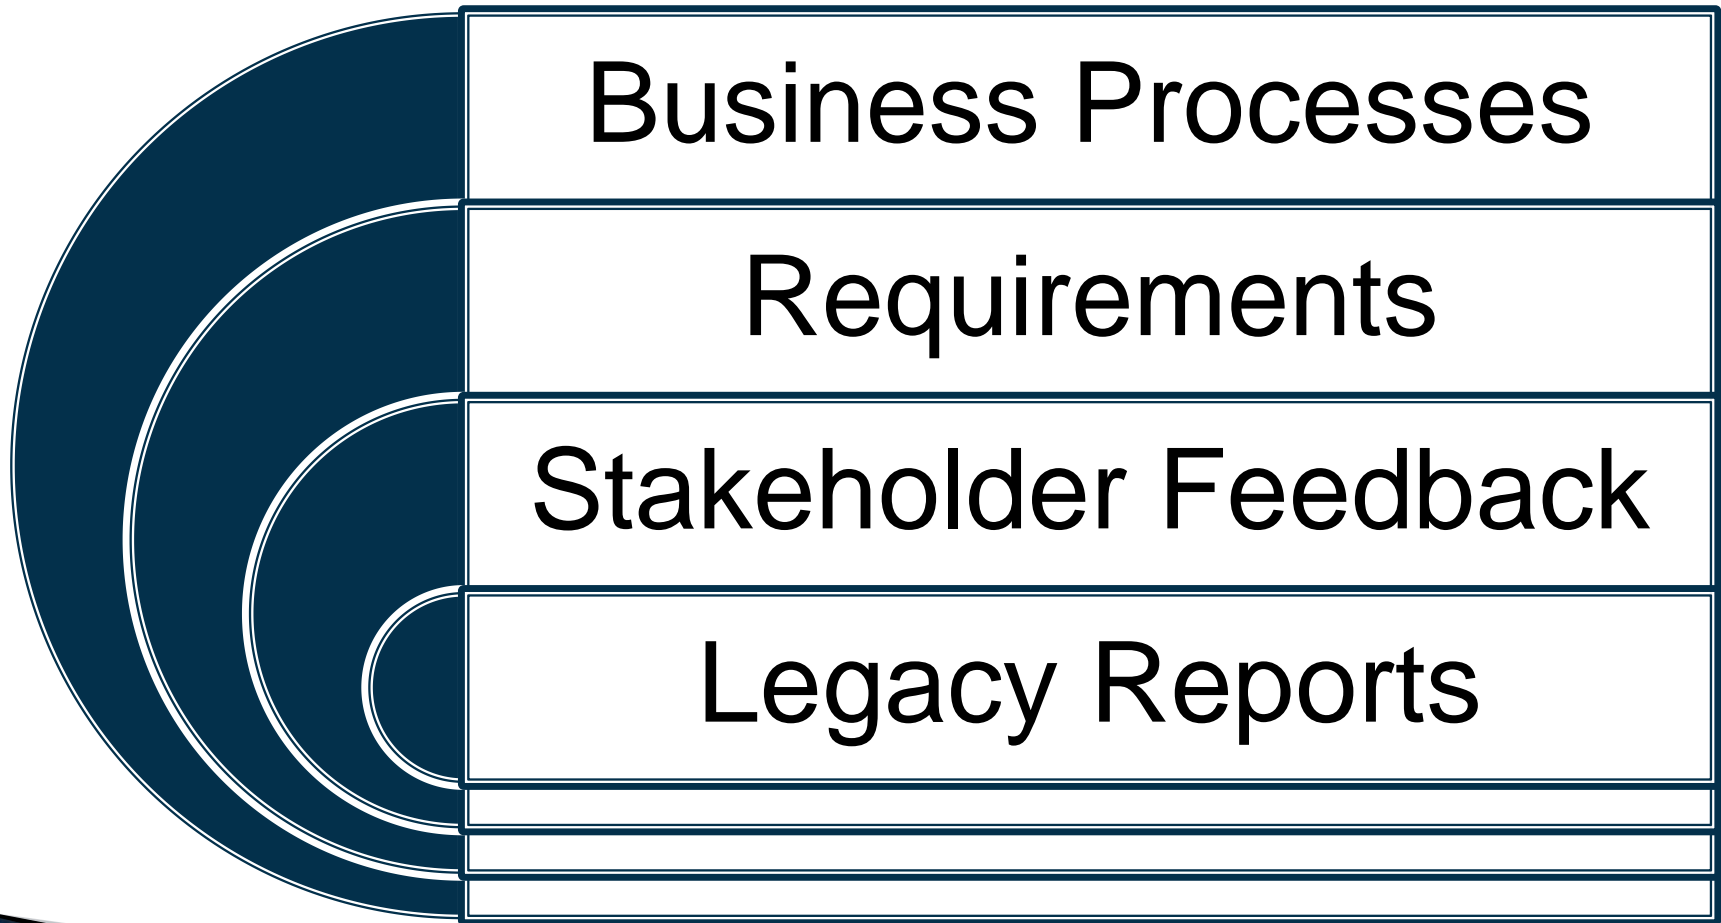 Business Processes
Requirements
Stakeholder Feedback
Legacy Reports